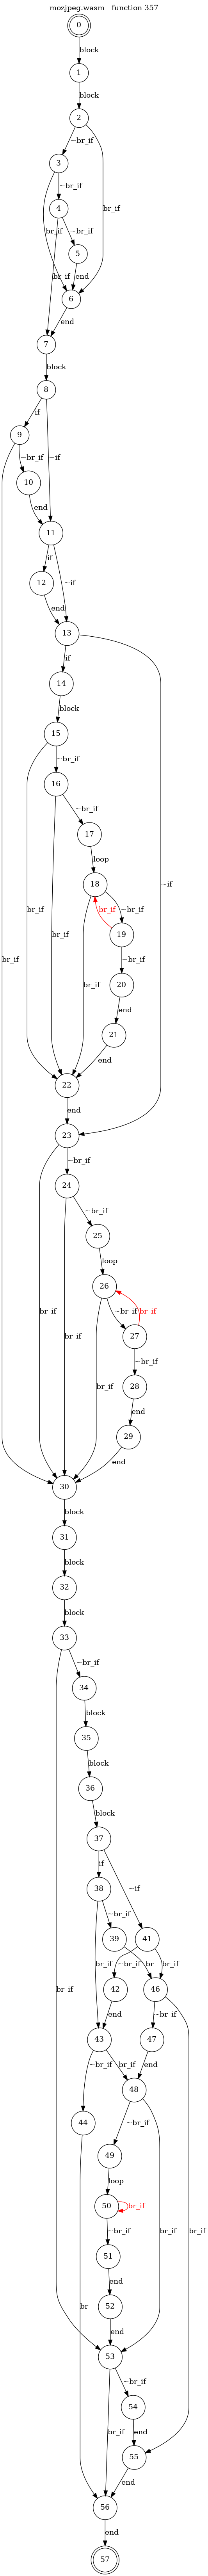 mozjpeg.wasm - function 357
0
block
1
block
2
~br_if
3
~br_if
br_if
4
~br_if
br_if
br_if
5
end
6
end
7
block
8
if
~if
9
~br_if
10
end
11
if
~if
12
end
13
if
14
block
15
~br_if
~if
16
~br_if
17
loop
18
br_if
~br_if
br_if
br_if
19
br_if
br_if
~br_if
20
end
21
end
22
end
23
~br_if
24
~br_if
25
loop
br_if
26
br_if
~br_if
br_if
br_if
27
~br_if
28
end
29
end
30
block
31
block
32
block
33
~br_if
34
block
35
block
36
block
37
if
~if
38
~br_if
39
41
br_if
br_if
br
~br_if
br_if
42
46
end
~br_if
43
47
~br_if
br_if
end
44
48
~br_if
49
br_if
br_if
loop
50
br_if
br
~br_if
51
end
52
end
53
~br_if
54
br_if
end
55
end
56
end
57